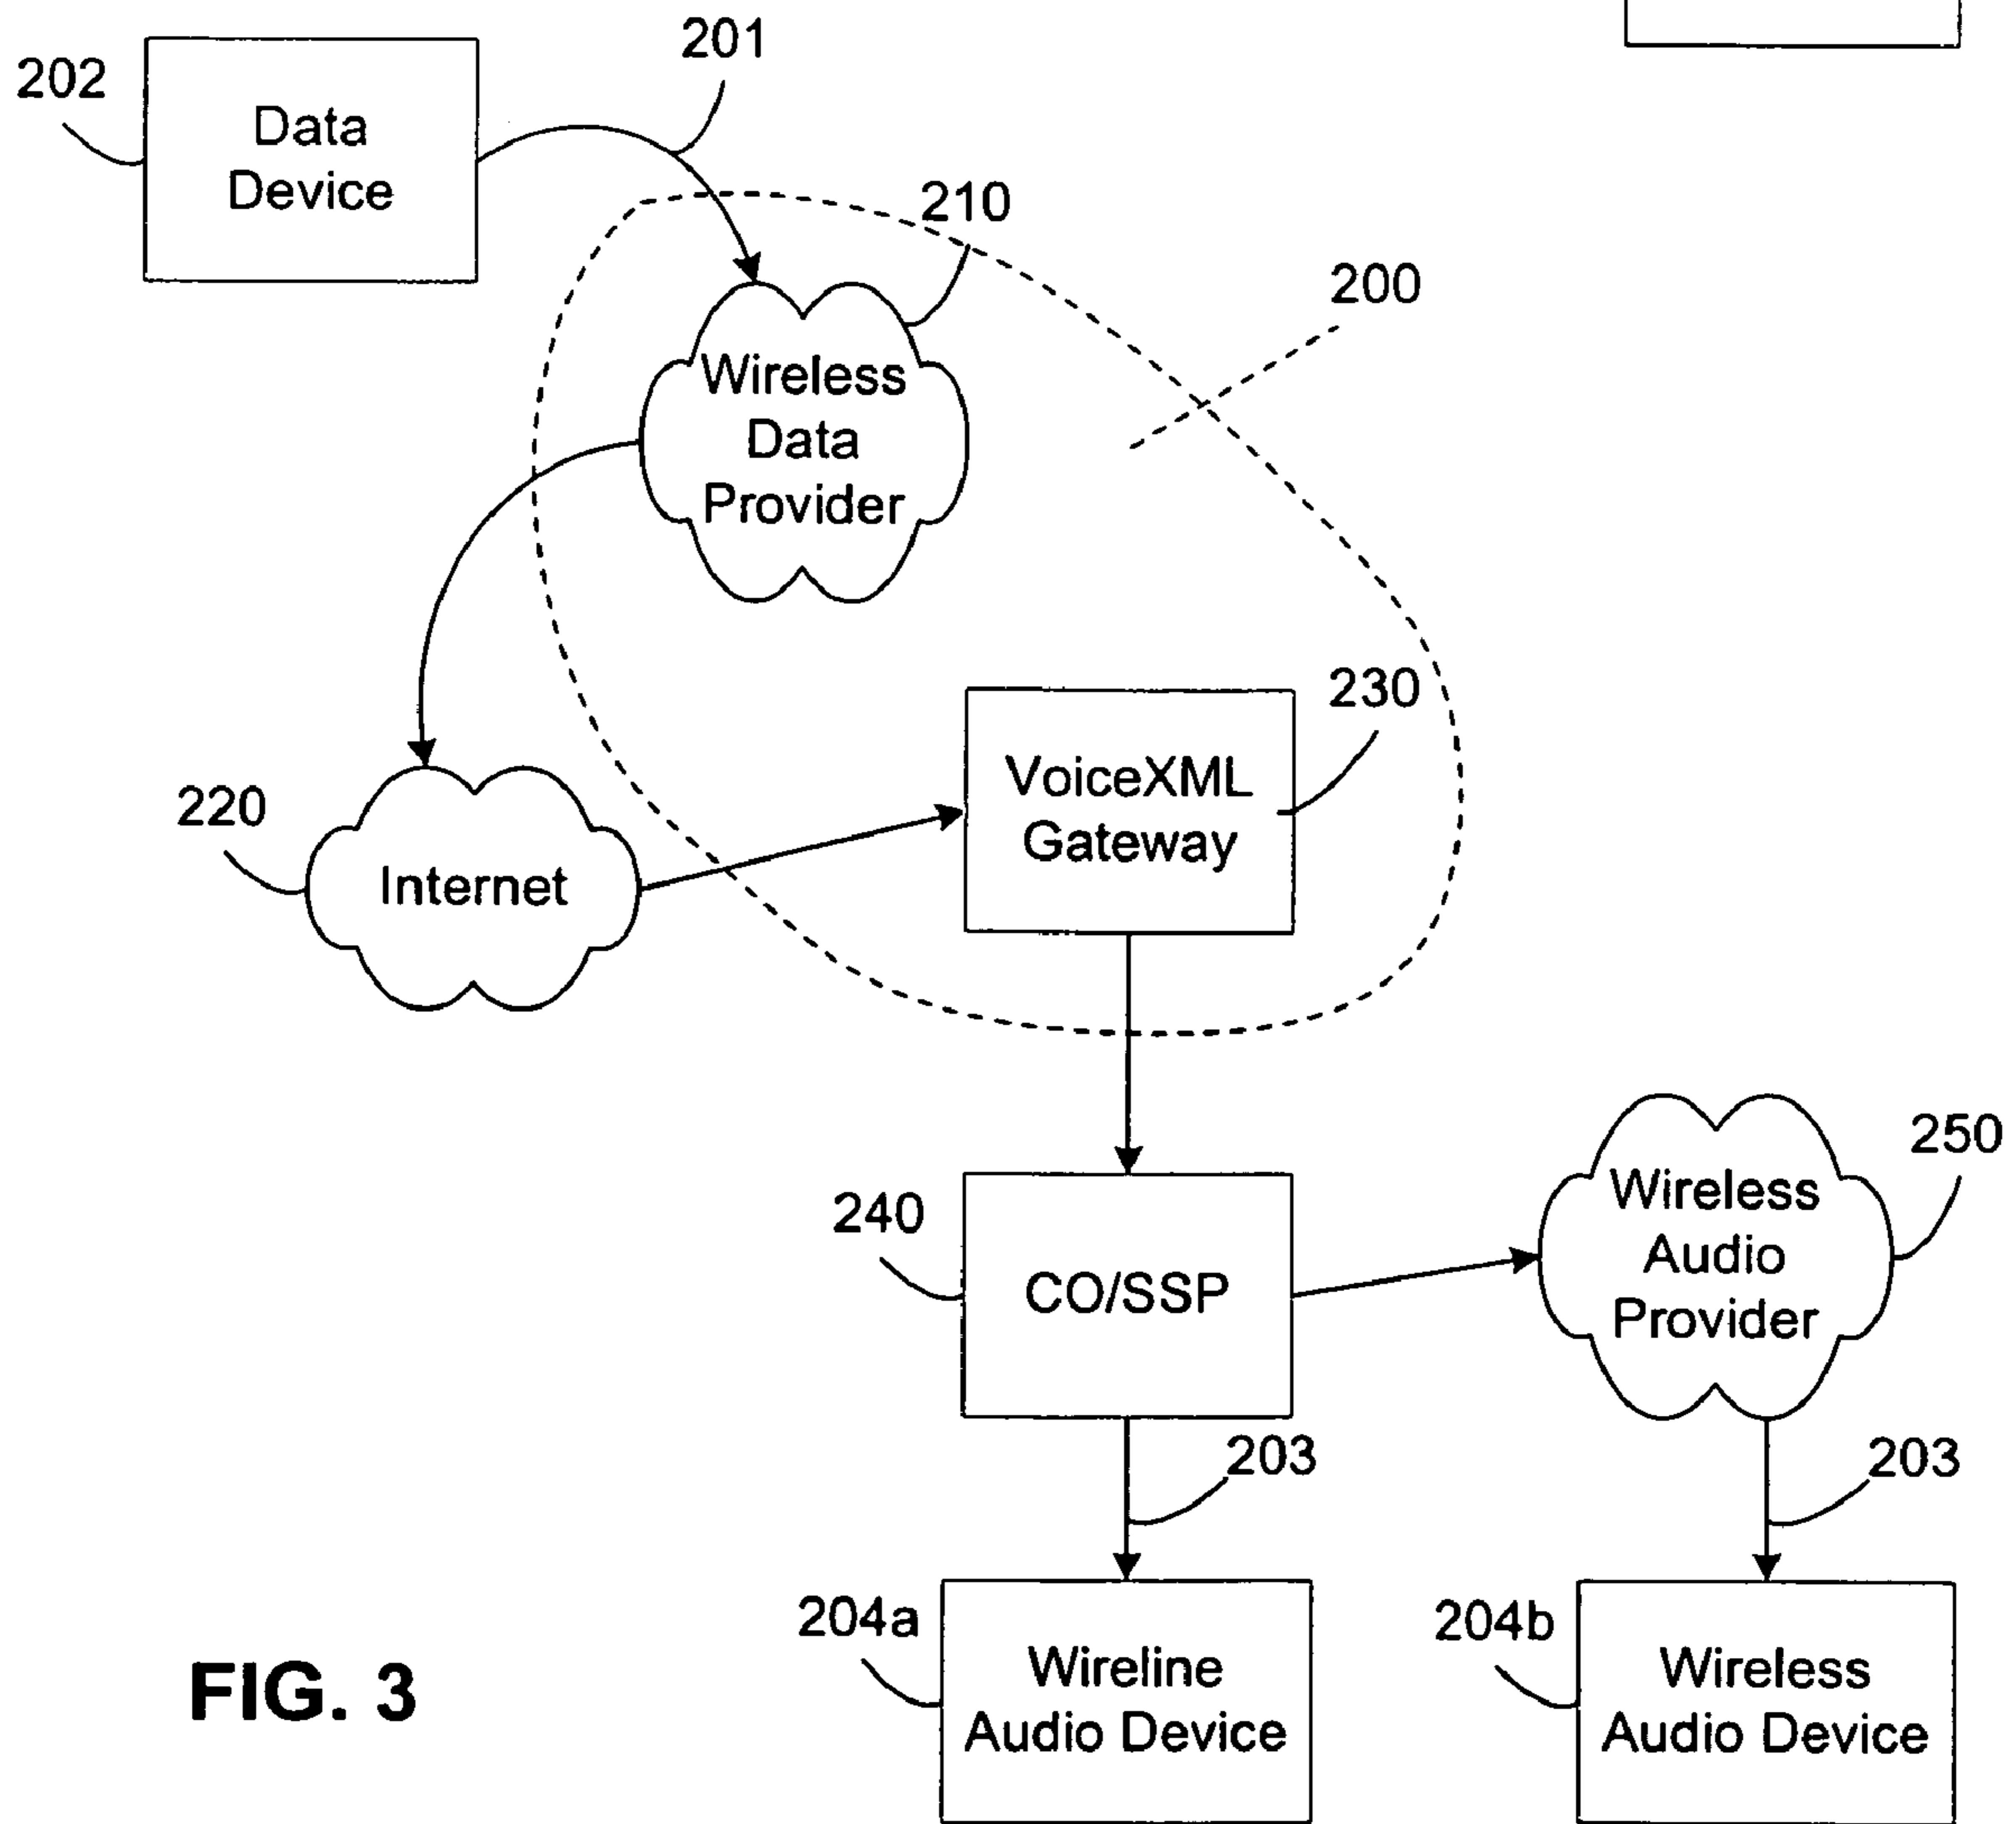 201
202
Data
Device
210
200
Wireless
Data
Provider
230
VoiceXML
Gateway
220
Internet
250
Wireless
Audio
Provider
240
CO/SSP
203
203
204a
Wireline
Audio Device
204b
Wireless
Audio Device
FIG. 3